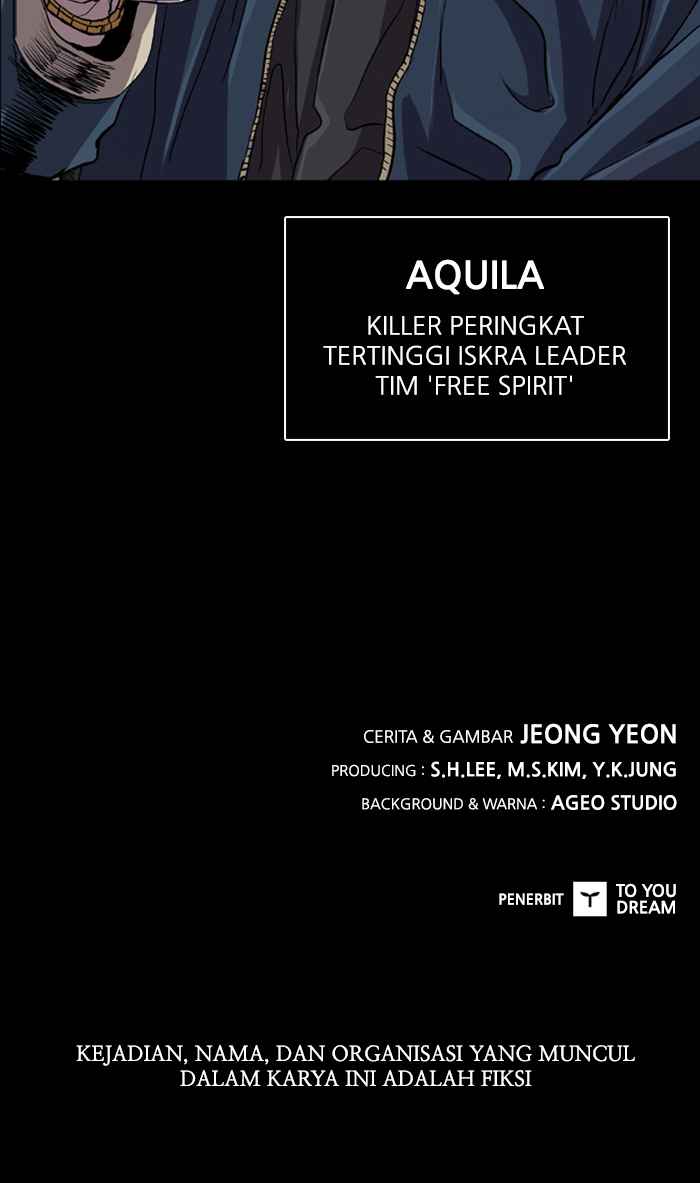 AQUILA
KILLER PERINGKAT
TERTINGGI ISKRA LEADER
TIM 'FREE SPIRIT'
CERITA & GAMBAR JEONG YEON
PRODUCING : S.H.LEE, M.S.KIM, Y.K.JUNG
BACKGROUND & WARNA : AGEO STUDIO
PENERBIT TO YOU
DREAM
KEJADIAN, NAMA, DAN ORGANISASI YANG MUNCUL
DALAM KARYA INI ADALAH FIKSI